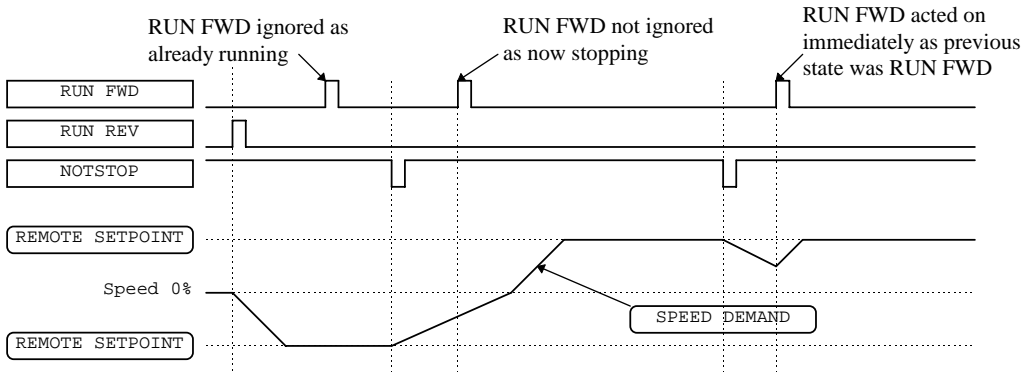 RUN FWD ignored as
already running
RUN FWD not ignored
as now stopping
RUN FWD acted on
immediately as previous
state was RUN FWD
RUN FWD
RUN REV
NOTSTOP
REMOTE SETPOINT
Speed 0%
SPEED DEMAND
REMOTE SETPOINT